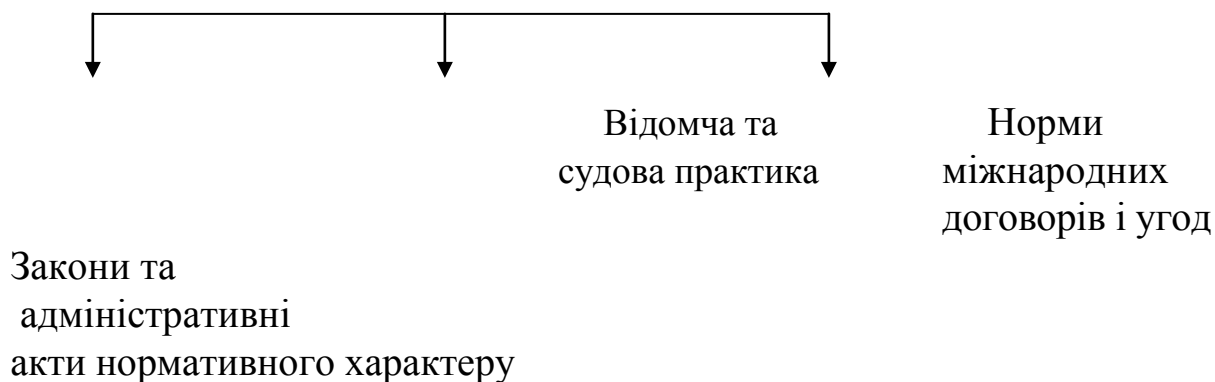 Відомча та
судова практика
Норми
міжнародних
договорів і угод
Закони та
адміністративні
акти нормативного характеру